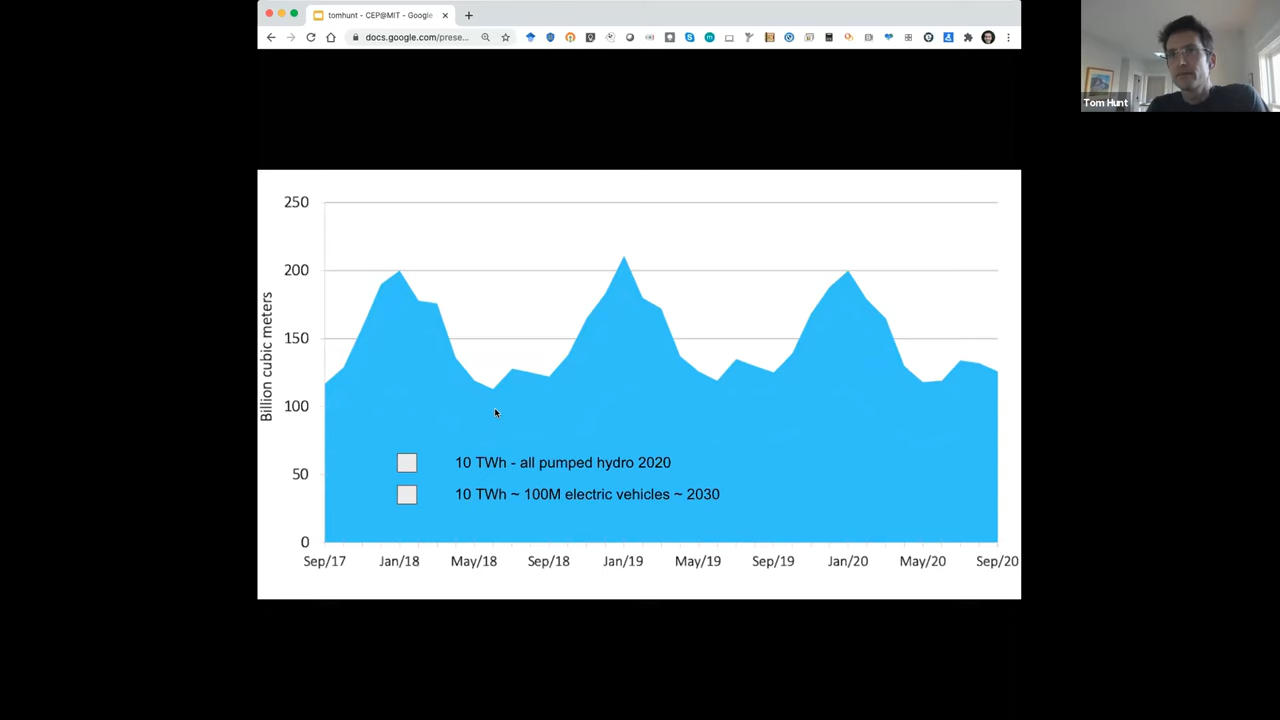 tomhunt - CEP@MIT - Google
docs.google.com/prese...
Tom Hunt
250
200
150
100
50
0
Billion cubic meters
10 TWh - all pumped hydro 2020
10 TWh ~ 100M electric vehicles ~ 2030
Sep/17 Jan/18 May/18 Sep/18 Jan/19 May/19 Sep/19 Jan/20 May/20 Sep/20